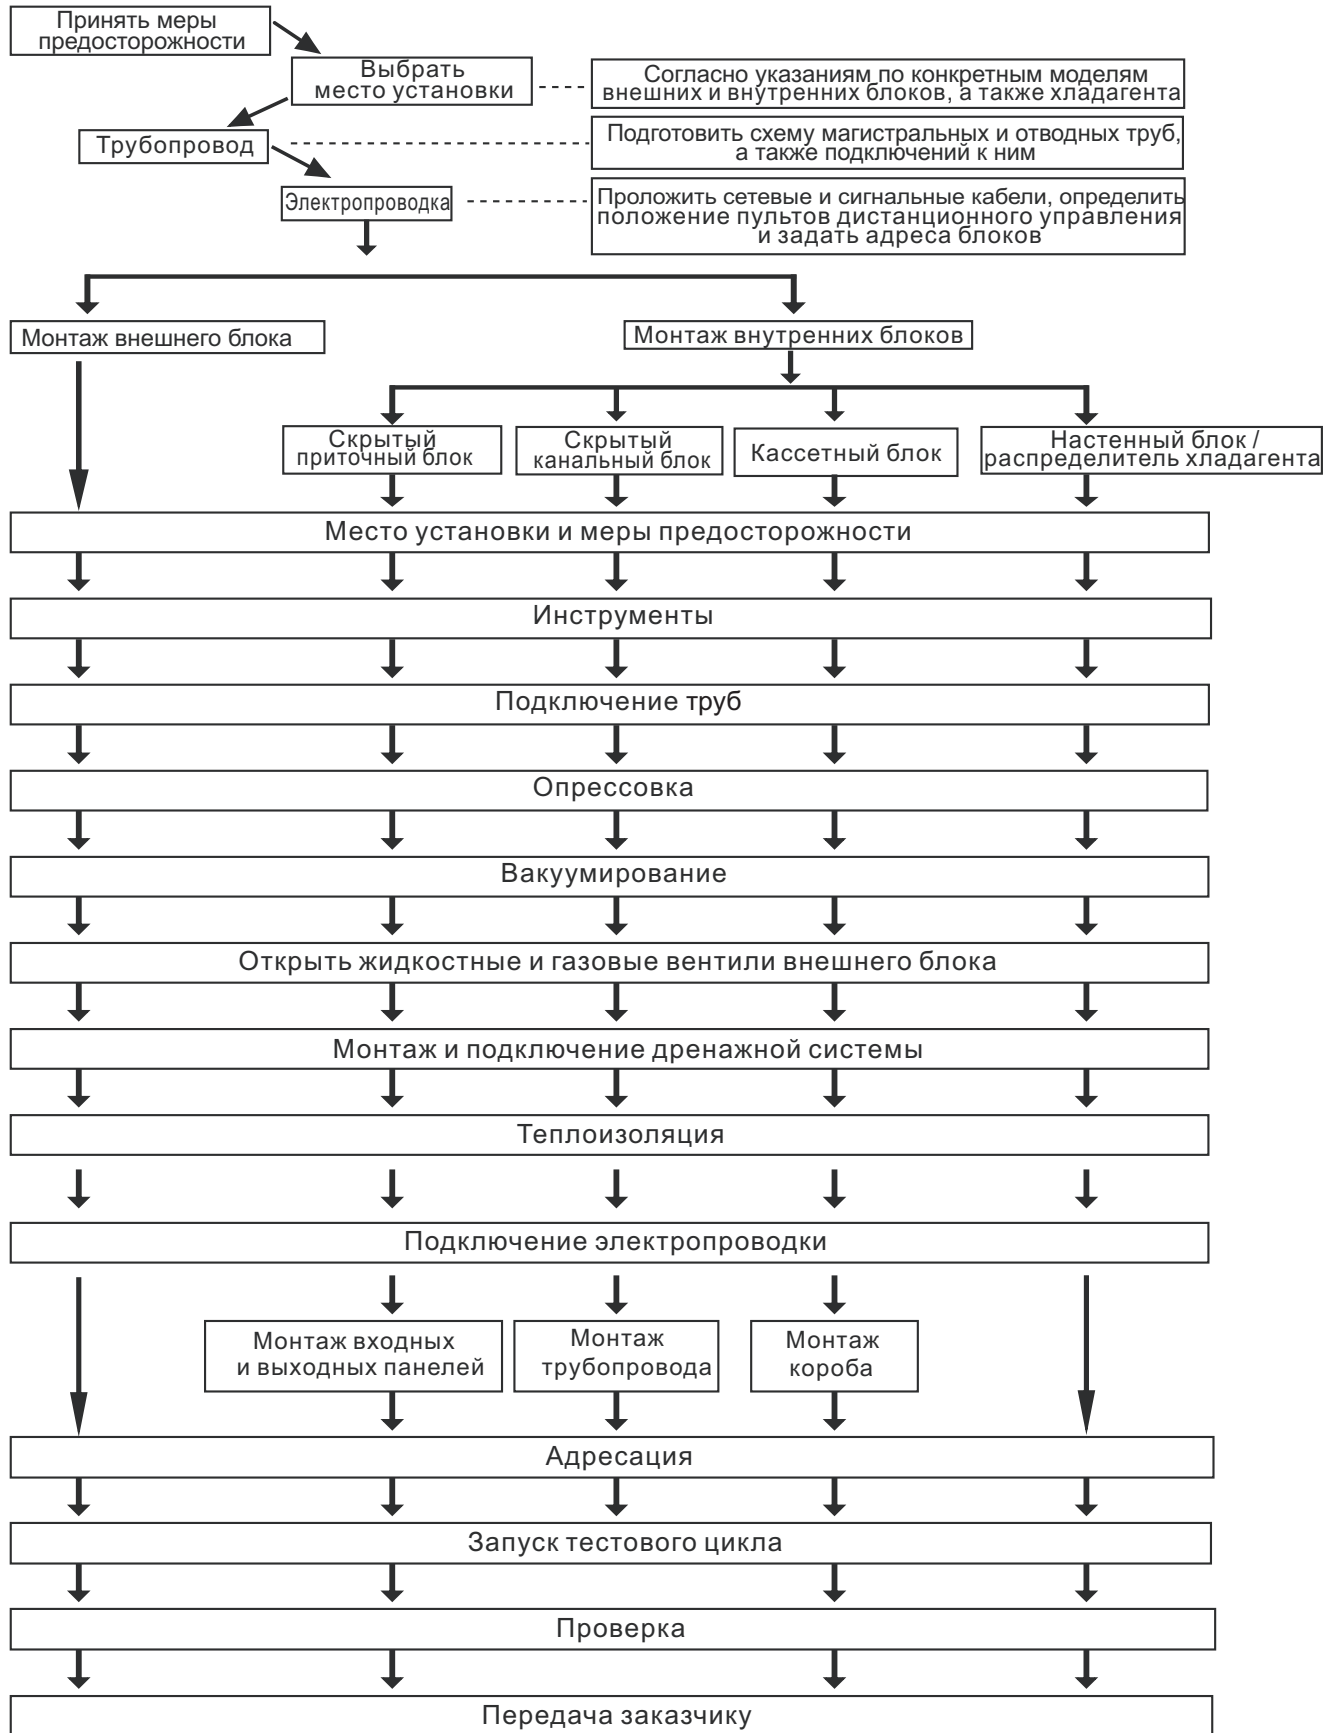 Принять меры
предосторожности
Выбрать
место установки
Согласно указаниям по конкретным моделям
внешних и внутренних блоков, а также хладагента
Трубопровод
Подготовить схему магистральных и отводных труб,
а также подключений к ним
Электропроводка
Проложить сетевые и сигнальные кабели, определить
положение пультов дистанционного управления
и задать адреса блоков
Монтаж внешнего блока
Монтаж внутренних блоков
Скрытый
приточный блок
Скрытый
канальный блок
Кассетный блок
Настенный блок /
распределитель хладагента
Место установки и меры предосторожности
Инструменты
Подключение труб
Опрессовка
Вакуумирование
Открыть жидкостные и газовые вентили внешнего блока
Монтаж и подключение дренажной системы
Теплоизоляция
Подключение электропроводки
Монтаж входных
и выходных панелей
Монтаж
трубопровода
Монтаж
короба
Адресация
Запуск тестового цикла
Проверка
Передача заказчику